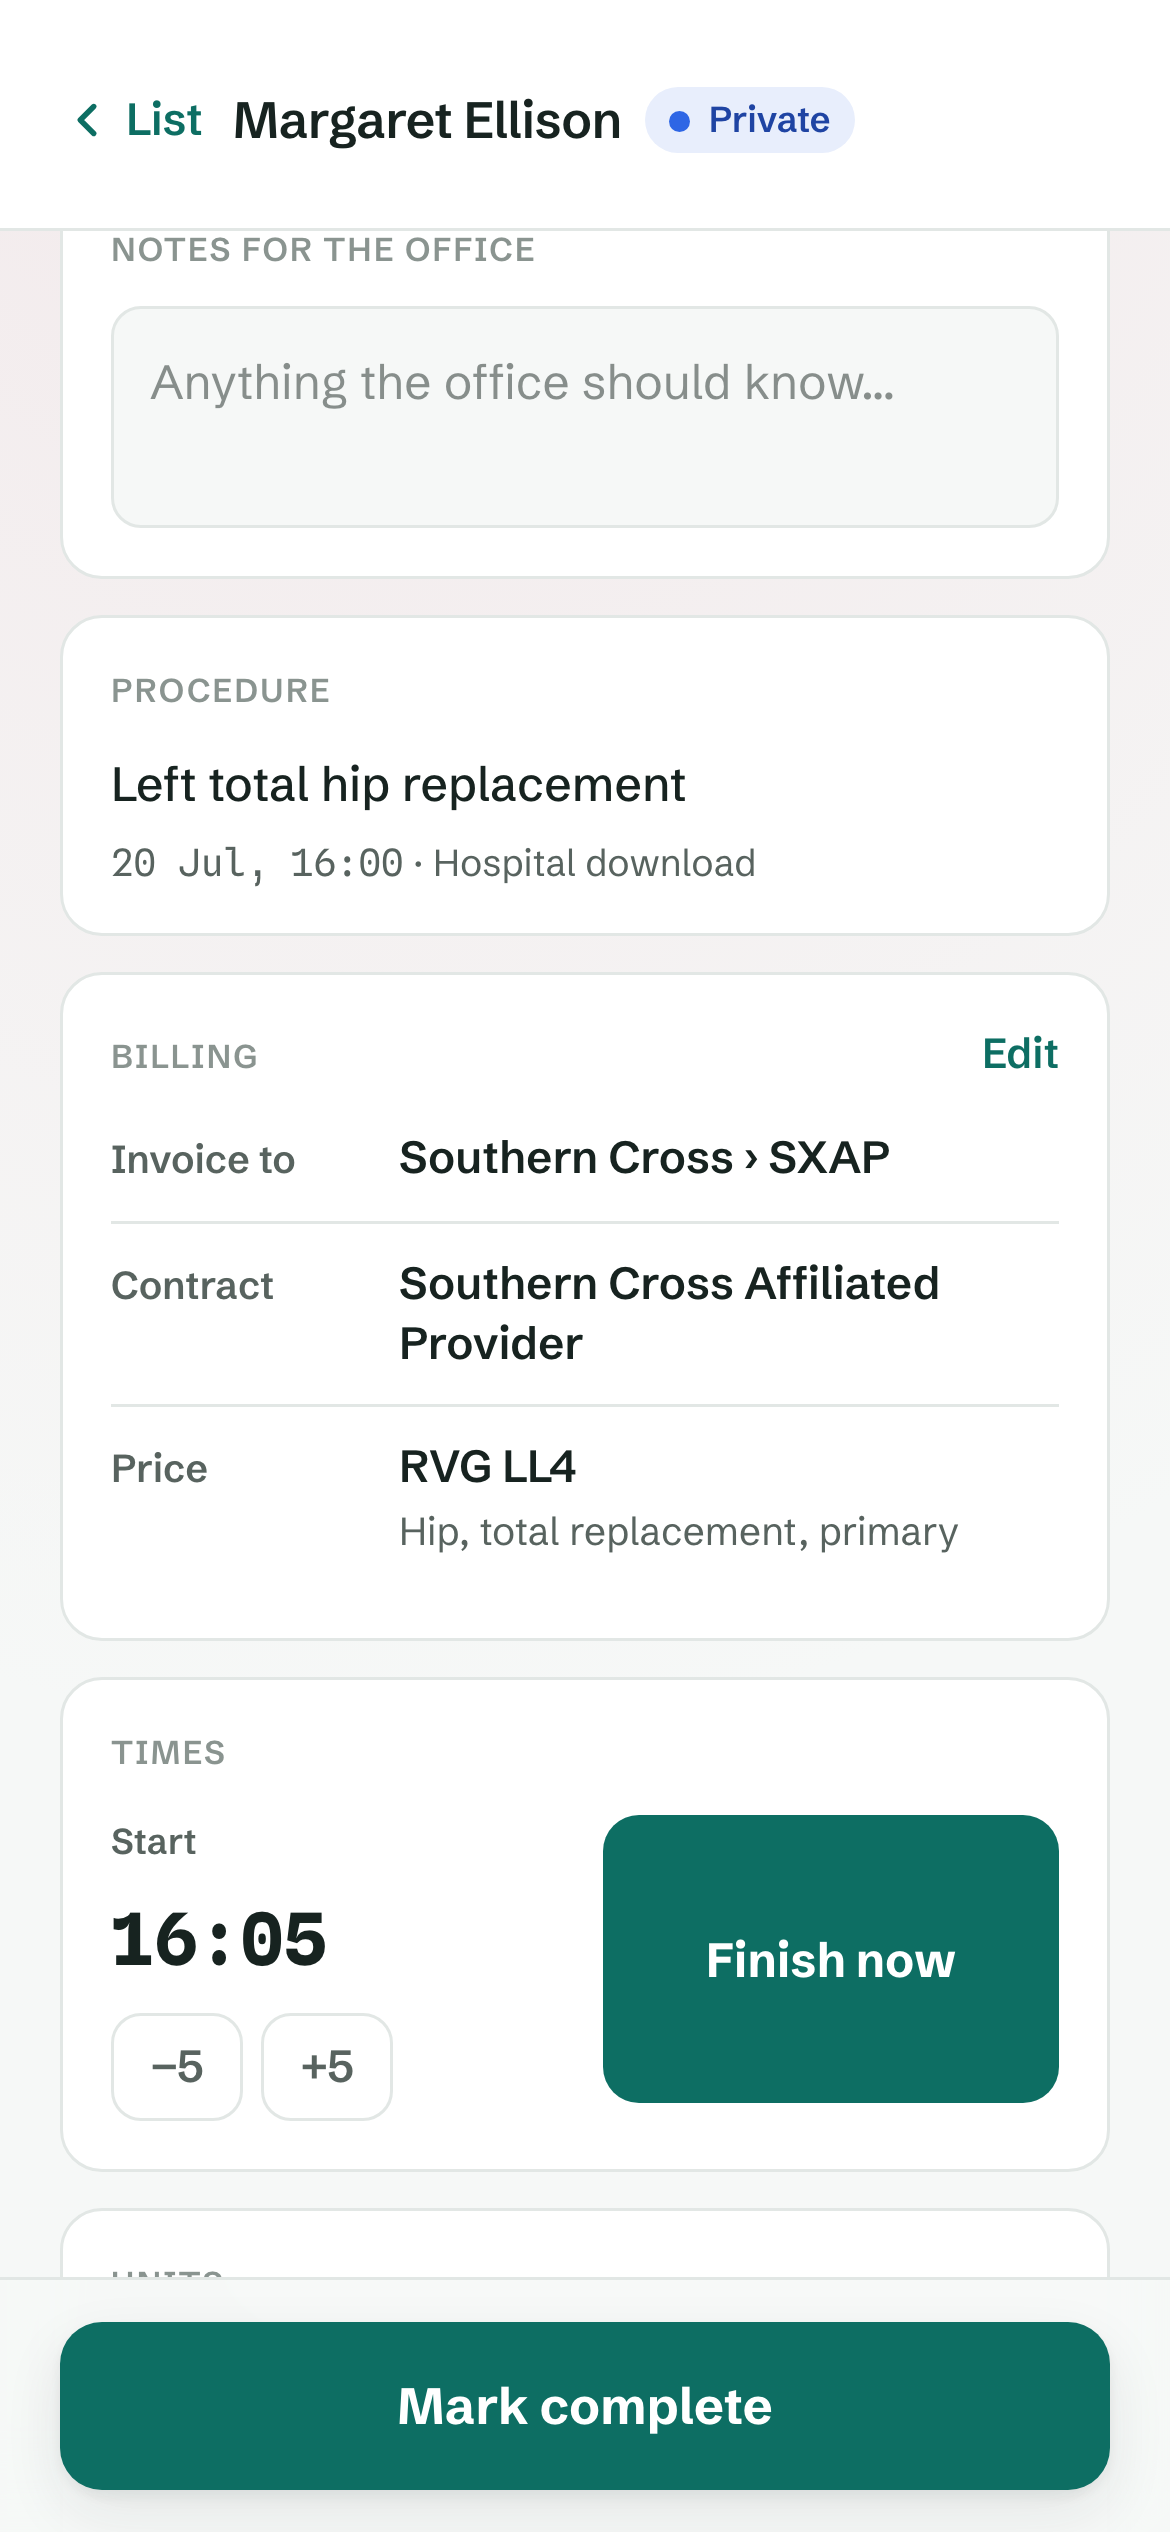 List Margaret Ellison Private
NOTES FOR THE OFFICE
Anything the office should know...
PROCEDURE
Left total hip replacement
20 Jul, 16:00 · Hospital download
BILLING Edit
Invoice to Southern Cross › SXAP
Contract Southern Cross Affiliated
Provider
Price RVG LL4
Hip, total replacement, primary
TIMES
Start
16:05
Finish now
−5 +5
UNITS
Mark complete